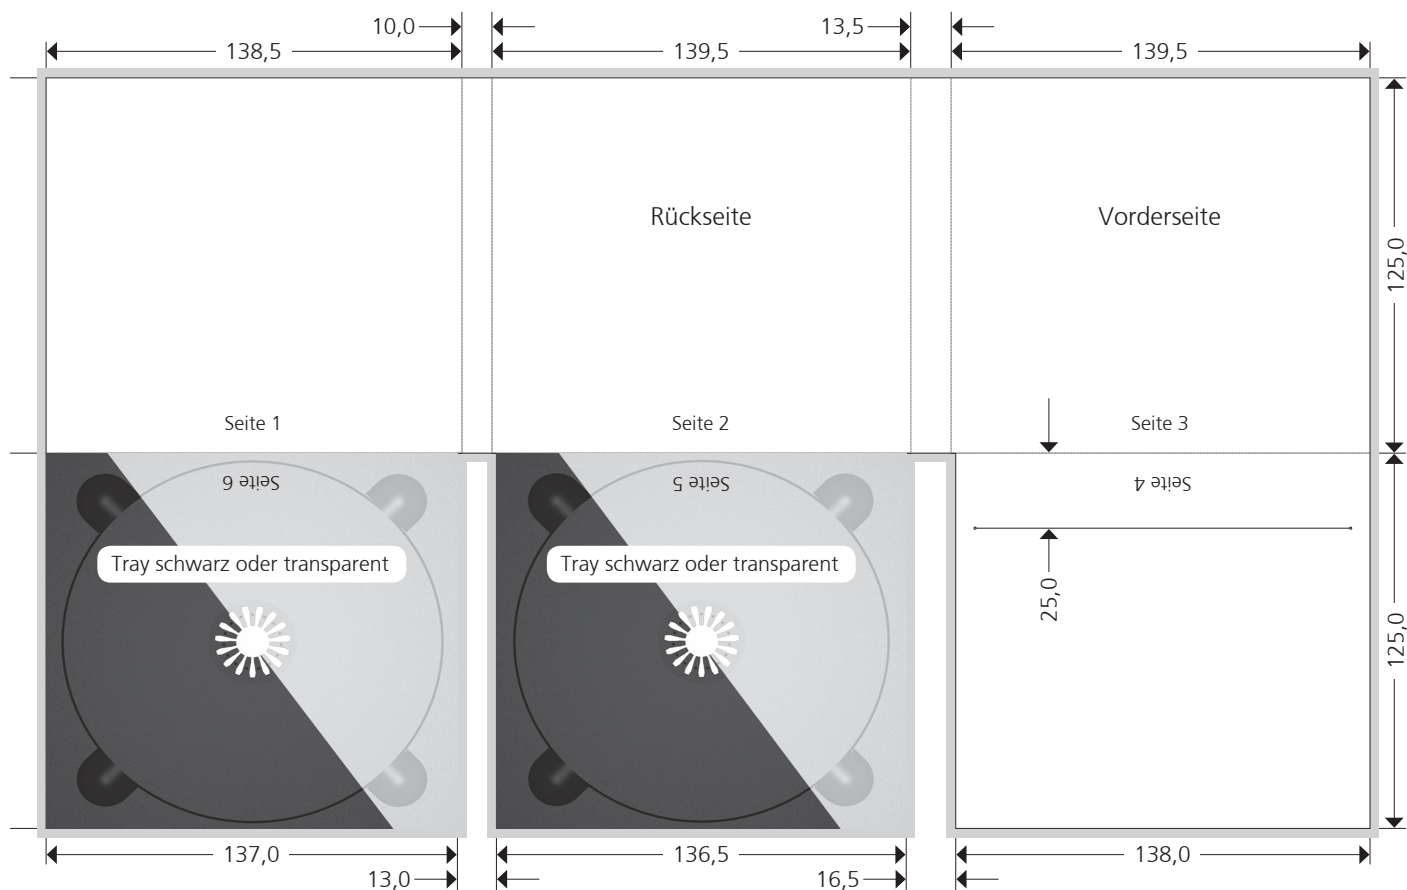 10,0
13,5
138,5
139,5
139,5
Rückseite
Vorderseite
125,0
Seite 1
Seite 2
Seite 3
Seite 6
Seite 5
Seite 4
Tray schwarz oder transparent
Tray schwarz oder transparent
25,0
125,0
137,0
136,5
138,0
13,0
16,5